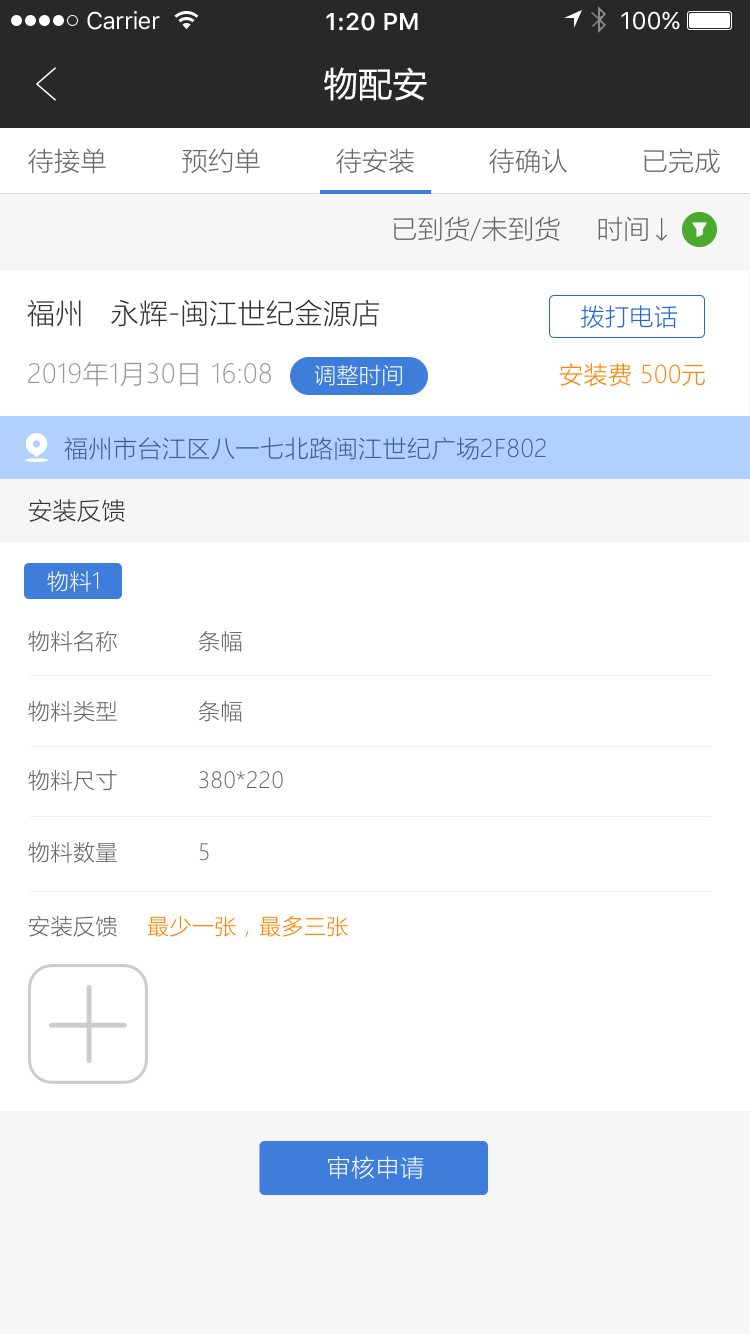 Carrier 1:20 PM 100%
物配安
待接单 预约单 待安装 待确认 已完成
已到货/未到货 时间↓
福州 永辉-闽江世纪金源店 拨打电话
2019年1月30日 16:08 调整时间 安装费 500元
福州市台江区八一七北路闽江世纪广场2F802
安装反馈
物料1
物料名称 条幅
物料类型 条幅
物料尺寸 380*220
物料数量 5
安装反馈 最少一张，最多三张
审核申请